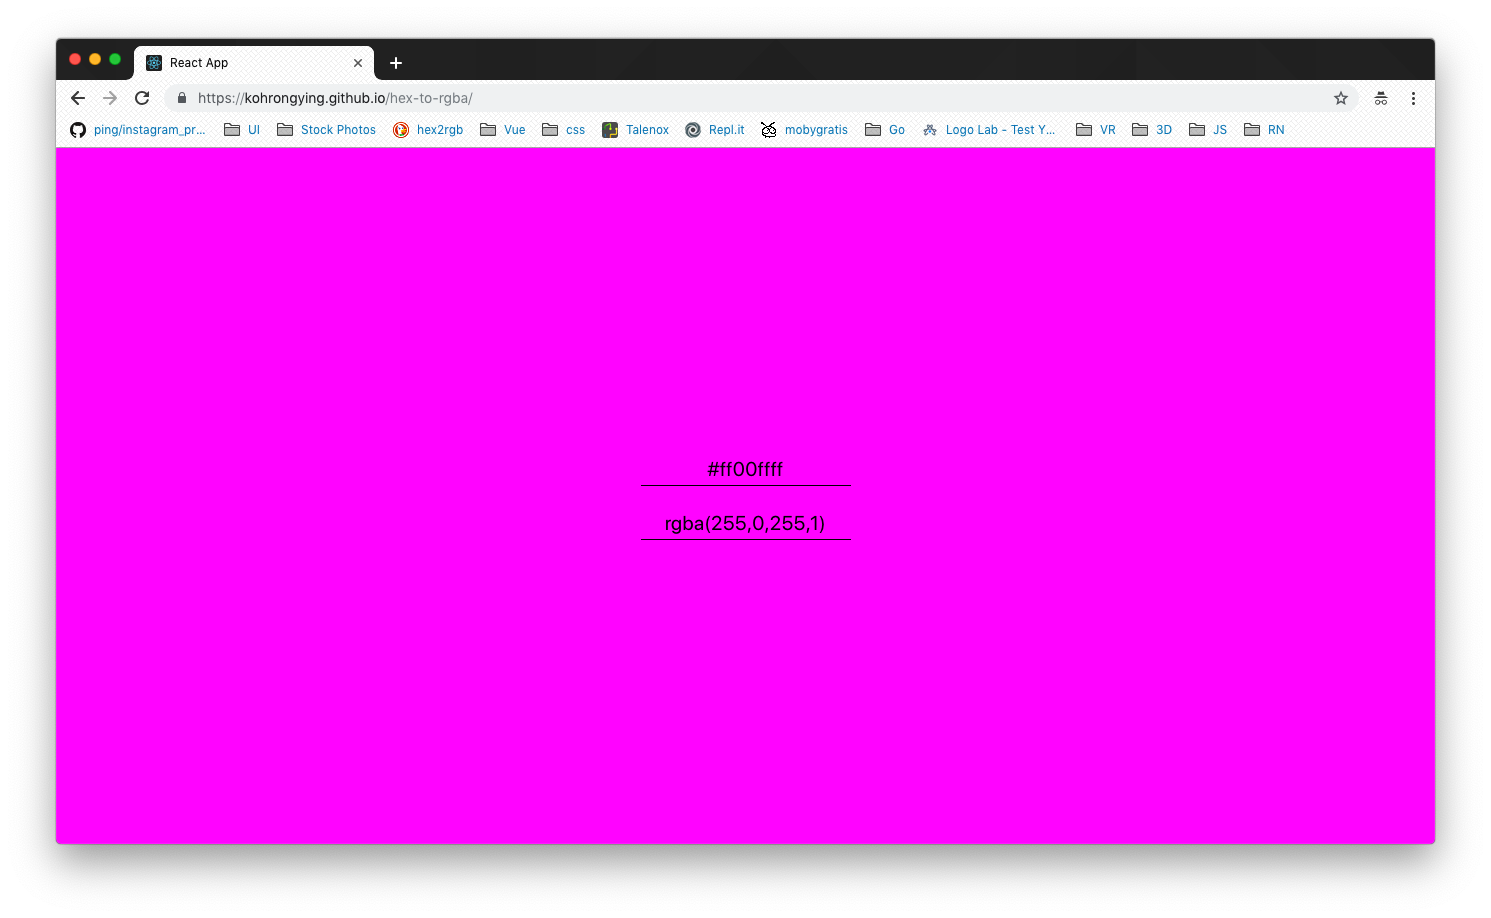 React App
https://kohrongying.github.io/hex-to-rgba/
ping/instagram_pr... UI Stock Photos hex2rgb Vue css Talenox Repl.it mobygratis Go Logo Lab - Test Y... VR 3D JS RN
#ff00ffff
rgba(255,0,255,1)